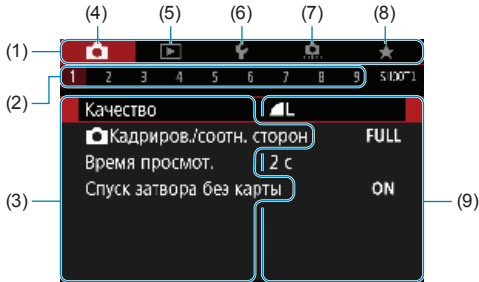 (4) (5) (6) (7) (8)
(1)
(2) 1 2 3 4 5 6 7 8 9 SHOOT1
Качество L
Кадриров./соотн. сторон FULL
Время просмот. 2 с
(3) Спуск затвора без карты ON (9)